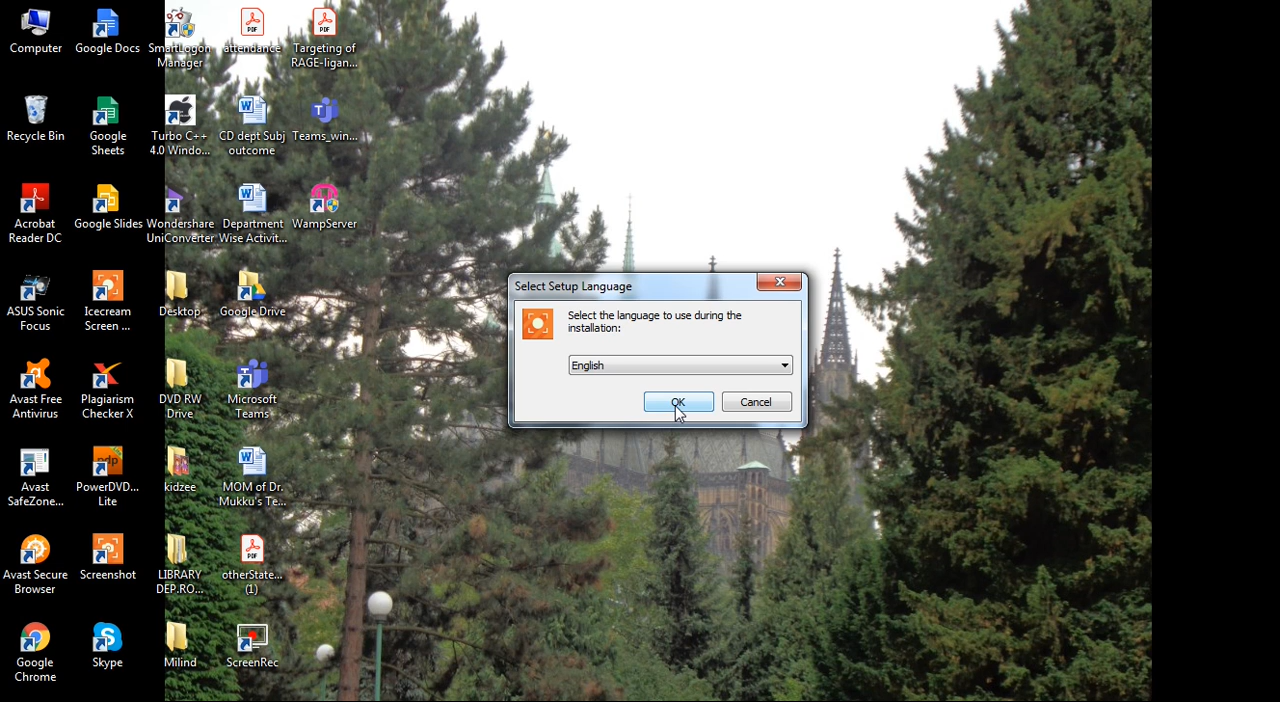 Computer
Google Docs
SmartLogon
Manager
attendance
Targeting of
RAGE-ligan...
Recycle Bin
Google
Sheets
Turbo C++
4.0 Windo...
CD dept Subj
outcome
Teams_win...
Acrobat
Reader DC
Google Slides
Wondershare
UniConverter
Department
Wise Activit...
WampServer
ASUS Sonic
Focus
Icecream
Screen ...
Desktop
Google Drive
Avast Free
Antivirus
Plagiarism
Checker X
DVD RW
Drive
Microsoft
Teams
Avast
SafeZone...
PowerDVD...
Lite
kidzee
MOM of Dr.
Mukku's Te...
Avast Secure
Browser
Screenshot
LIBRARY
DEP.RO...
otherState...
(1)
Google
Chrome
Skype
Milind
ScreenRec
Select Setup Language
Select the language to use during the
installation:
English
OK
Cancel